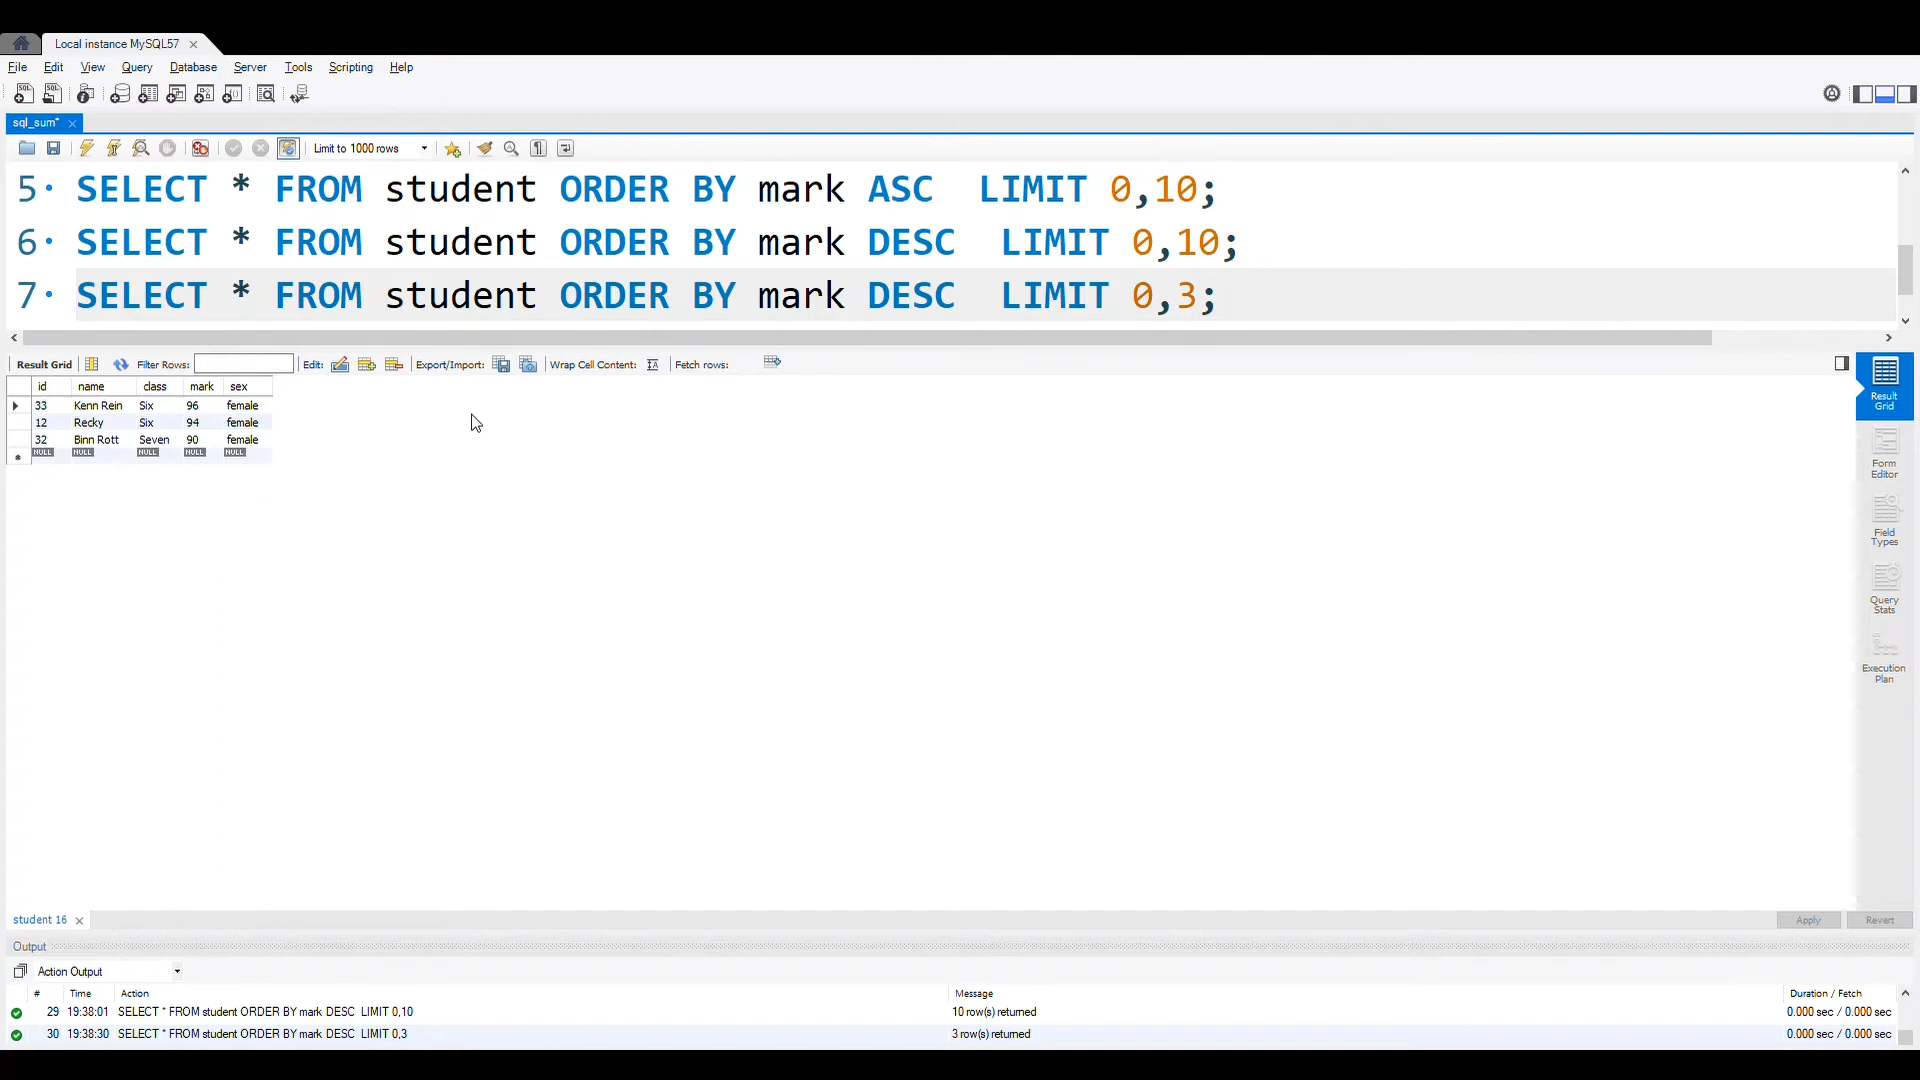 Local instance MySQL57
File Edit View Query Database Server Tools Scripting Help
sql_sum*
Limit to 1000 rows
5 SELECT * FROM student ORDER BY mark ASC  LIMIT 0,10;
6 SELECT * FROM student ORDER BY mark DESC  LIMIT 0,10;
7 SELECT * FROM student ORDER BY mark DESC  LIMIT 0,3;
Result Grid Filter Rows: Edit: Export/Import: Wrap Cell Content: Fetch rows:
id name class mark sex
33 Kenn Rein Six 96 female
12 Recky Six 94 female
32 Binn Rott Seven 90 female
NULL NULL NULL NULL NULL
Result
Grid
Form
Editor
Field
Types
Query
Stats
Execution
Plan
student 16
Apply Revert
Output
Action Output
# Time Action Message Duration / Fetch
29 19:38:01 SELECT * FROM student ORDER BY mark DESC  LIMIT 0,10 10 row(s) returned 0.000 sec / 0.000 sec
30 19:38:30 SELECT * FROM student ORDER BY mark DESC  LIMIT 0,3 3 row(s) returned 0.000 sec / 0.000 sec